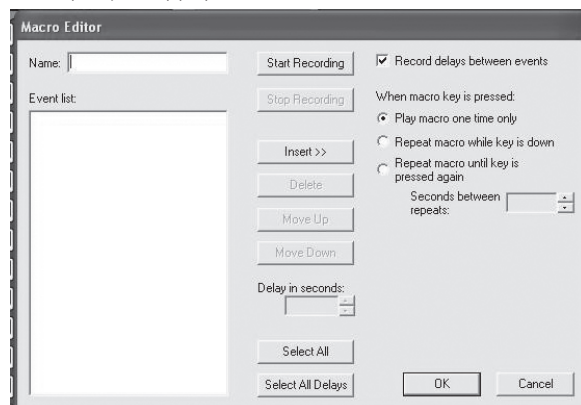 Macro Editor
Name:
Start Recording
Record delays between events
Event list:
Stop Recording
When macro key is pressed:
Play macro one time only
Insert >>
Repeat macro while key is down
Delete
Repeat macro until key is
pressed again
Move Up
Seconds between
repeats:
Move Down
Delay in seconds:
Select All
Select All Delays
OK
Cancel